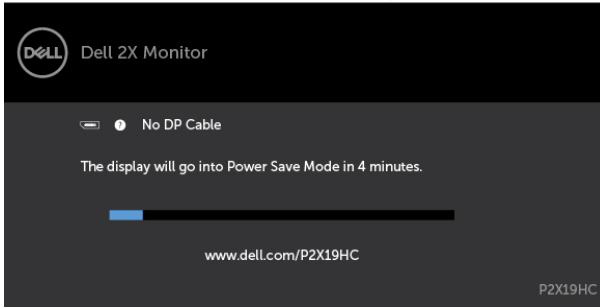 DELL Dell 2X Monitor
? No DP Cable
The display will go into Power Save Mode in 4 minutes.
www.dell.com/P2X19HC
P2X19HC